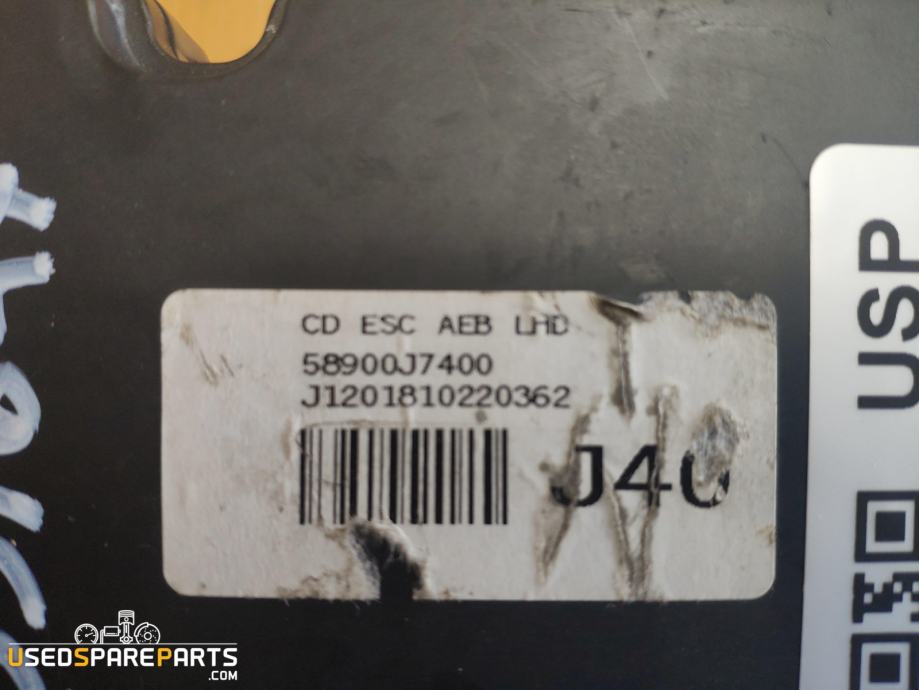 CD ESC AEB LHD
58900J7400
J1201810220362
J40
USP
USEDSPAREPARTS
.COM